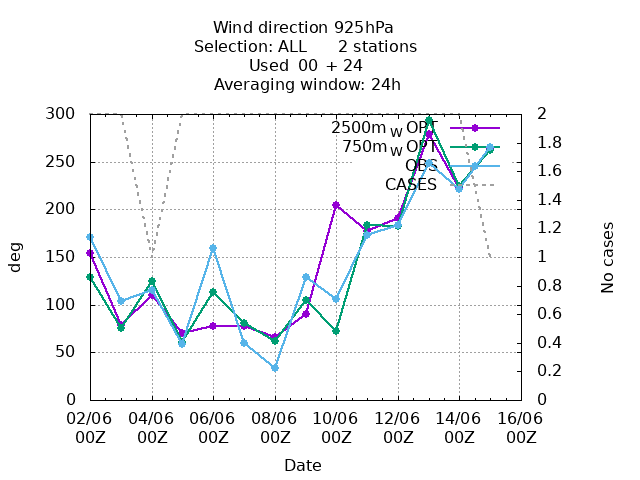 Wind direction 925hPa
Selection: ALL 2 stations
Used 00 + 24
Averaging window: 24h
2500m W OPT
750m W OPT
OBS
CASES
300
250
200
150
100
50
0
deg
2
1.8
1.6
1.4
1.2
1
0.8
0.6
0.4
0.2
0
No cases
02/06 04/06 06/06 08/06 10/06 12/06 14/06 16/06
00Z 00Z 00Z 00Z 00Z 00Z 00Z 00Z
Date